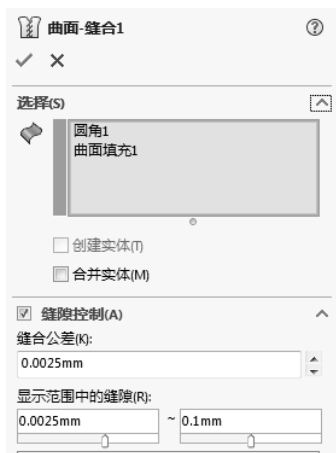 曲面-缝合1
选择(S)
圆角1
曲面填充1
创建实体(T)
合并实体(M)
缝隙控制(A)
缝合公差(K):
0.0025mm
显示范围中的缝隙(R):
0.0025mm ~ 0.1mm